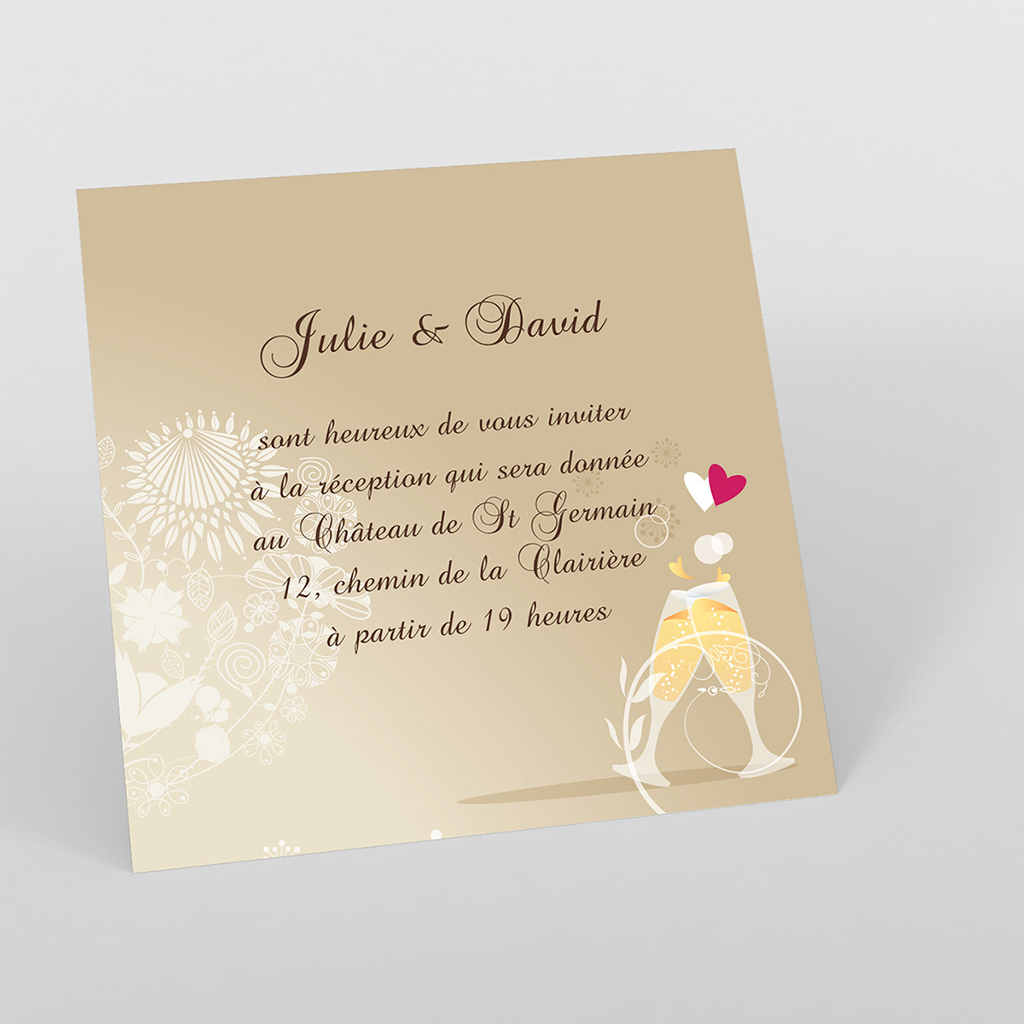 Julie & David
sont heureux de vous inviter
à la réception qui sera donnée
au Château de St Germain
12, chemin de la Clairière
à partir de 19 heures